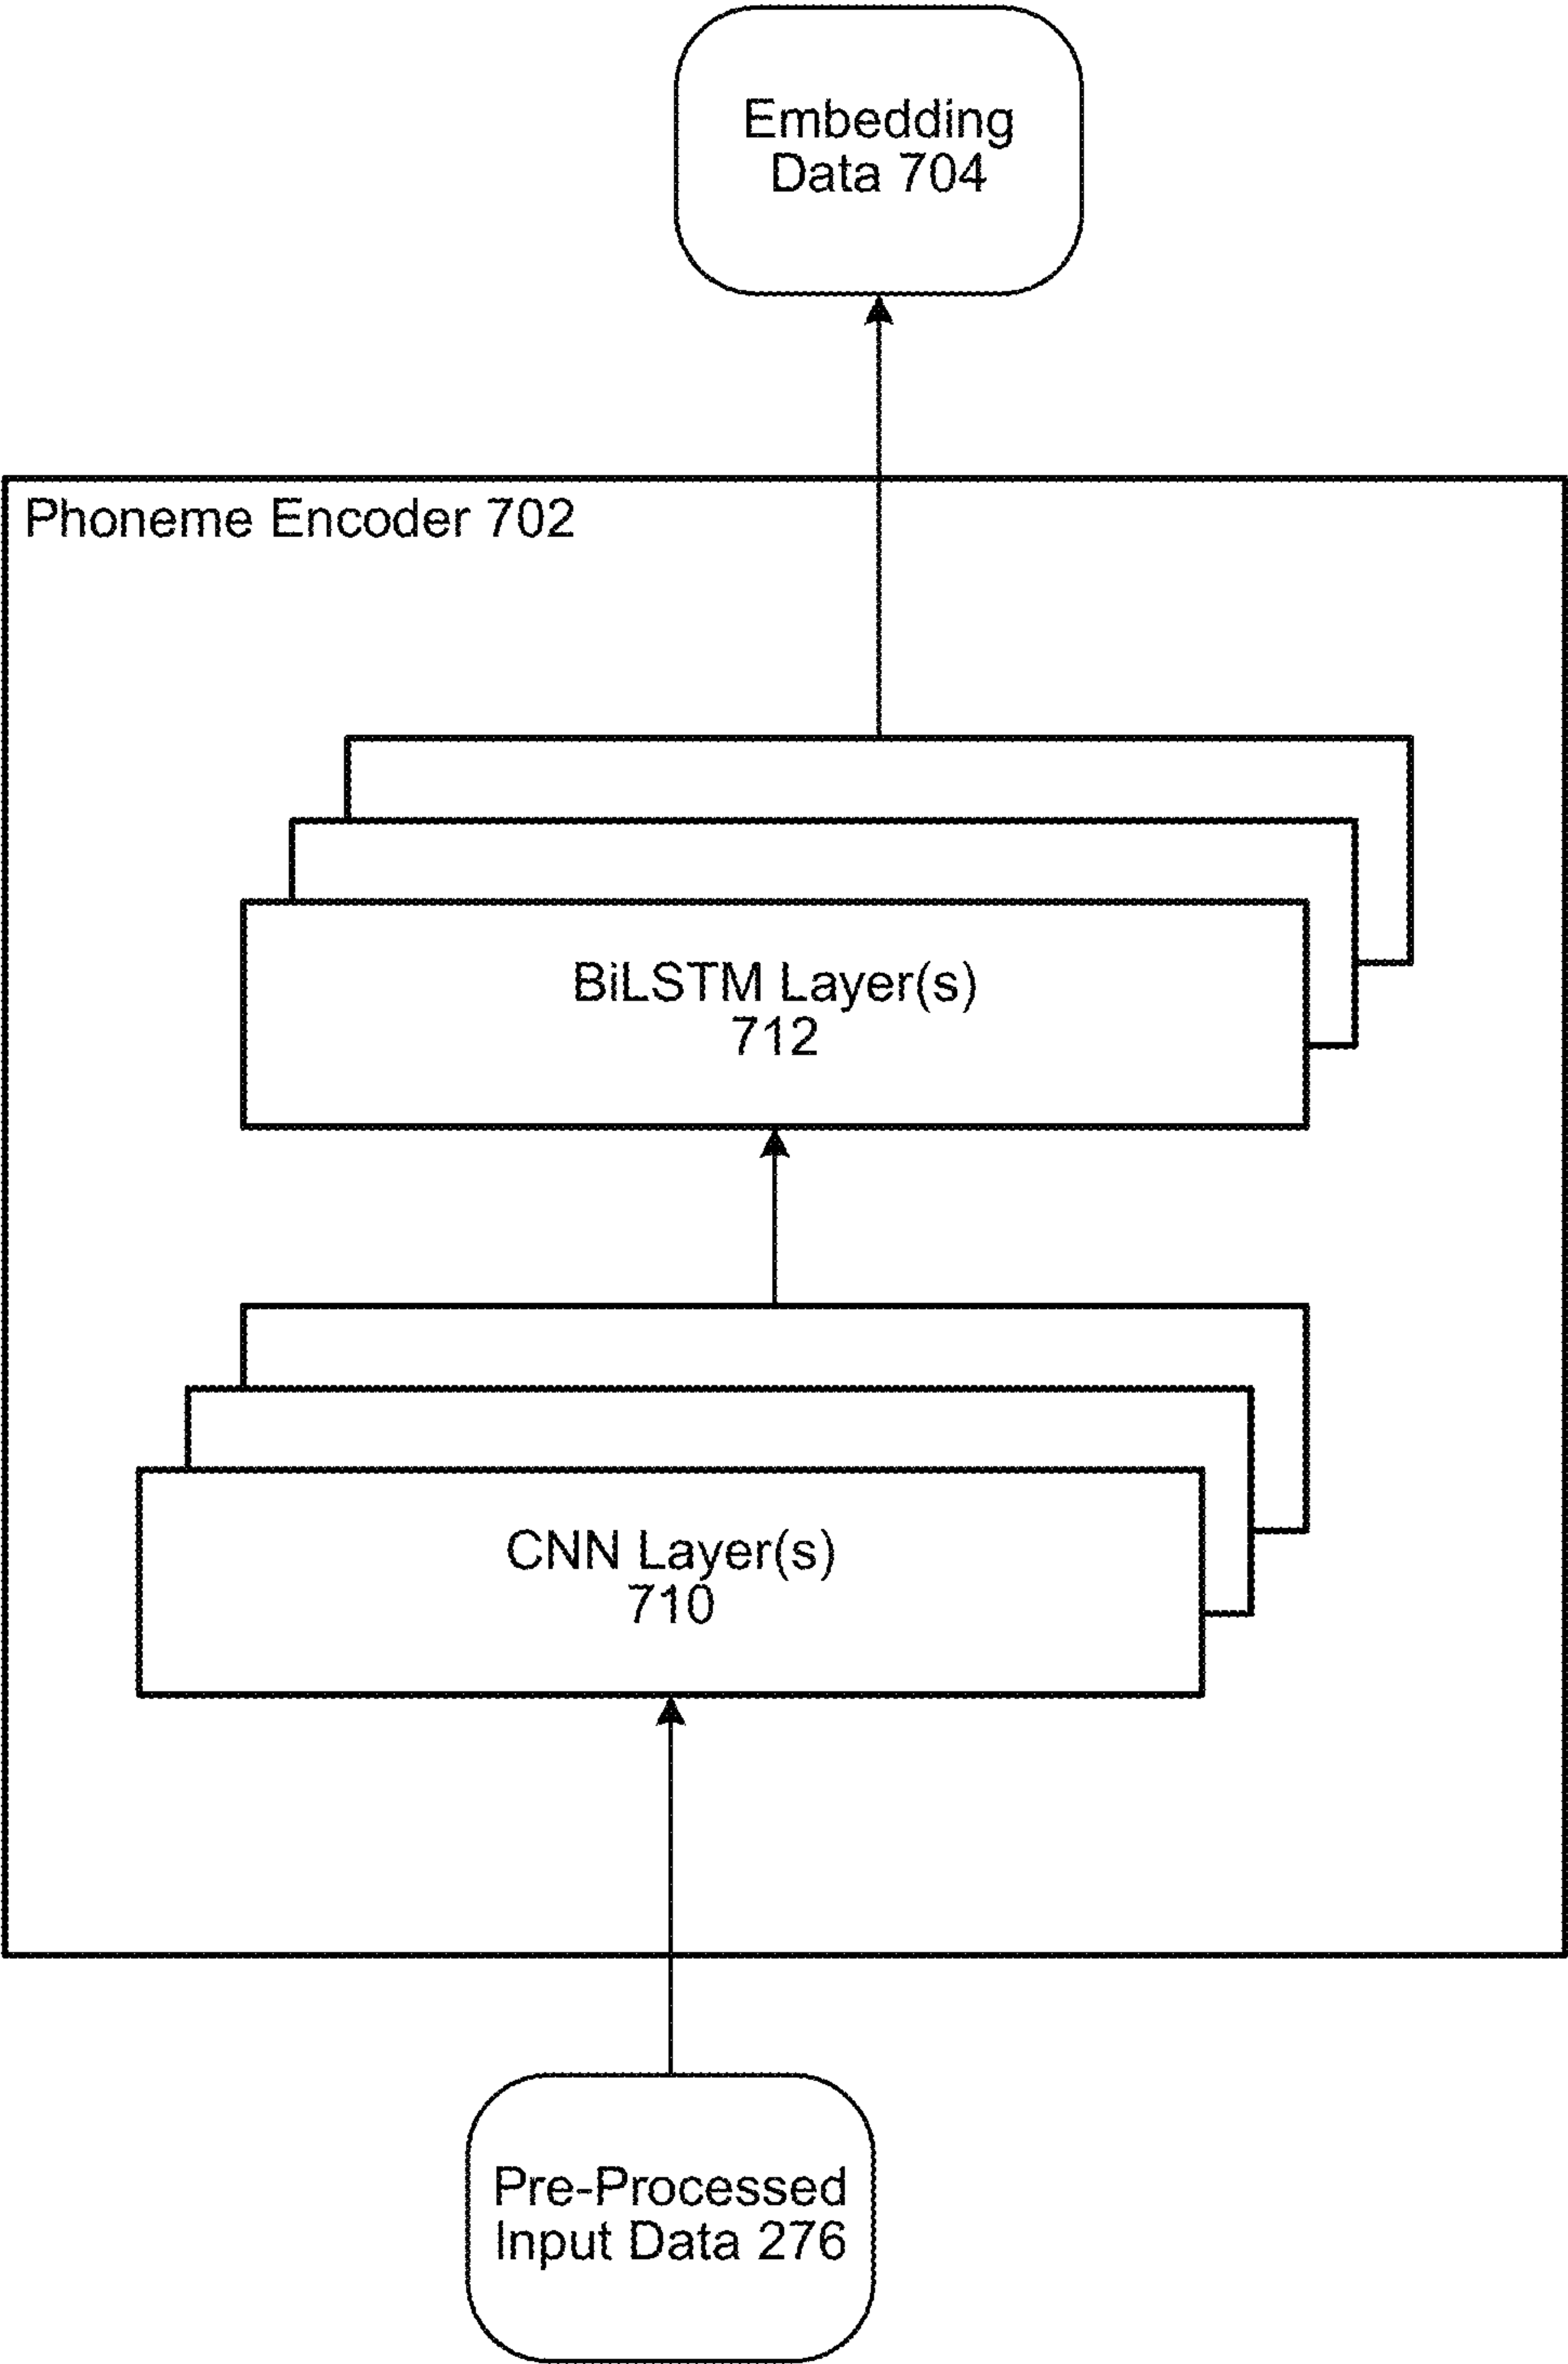 Embedding
Data 704
Phoneme Encoder 702
BiLSTM Layer(s)
712
CNN Layer(s)
710
Pre-Processed
Input Data 276